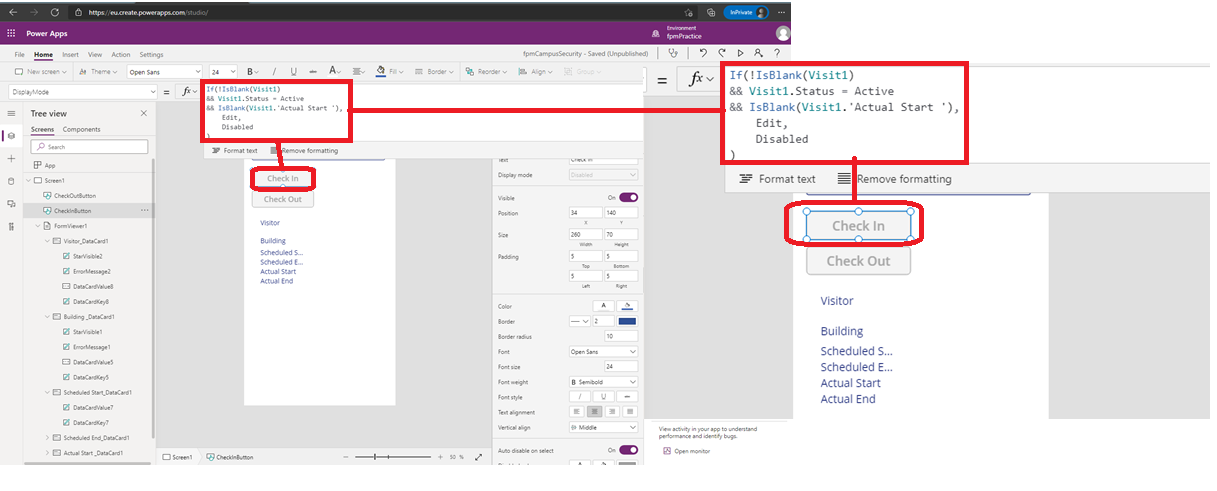 https://eu.create.powerapps.com/studio/
InPrivate
Power Apps
Environment
fpmPractice
File Home Insert View Action Settings
fpmCampusSecurity - Saved (Unpublished)
New screen Theme Open Sans 24 B / U A Fill Border Reorder Align Group
DisplayMode = fx
If(!IsBlank(Visit1)
&& Visit1.Status = Active
&& IsBlank(Visit1.'Actual Start '),
Edit,
Disabled
)
Format text Remove formatting
Tree view
Screens Components
Search
App
Screen1
CheckOutButton
CheckInButton
FormViewer1
Visitor_DataCard1
StarVisible2
ErrorMessage2
DataCardValue8
DataCardKey8
Building _DataCard1
StarVisible1
ErrorMessage1
DataCardValue5
DataCardKey5
Scheduled Start_DataCard1
DataCardValue7
DataCardKey7
Scheduled End_DataCard1
Actual Start _DataCard1
Check In
Check Out
Visitor
Building
Scheduled S...
Scheduled E...
Actual Start
Actual End
Screen1 CheckInButton
− + 50 %
Text Check In
Display mode Disabled
Visible On
Position 34 140
X Y
Size 260 70
Width Height
Padding 5 5
Top Bottom
5 5
Left Right
Color A
Border 2
Border radius 10
Font Open Sans
Font size 24
Font weight B Semibold
Font style / U
Text alignment
Vertical align Middle
Auto disable on select On
= fx
If(!IsBlank(Visit1)
&& Visit1.Status = Active
&& IsBlank(Visit1.'Actual Start '),
Edit,
Disabled
)
Format text Remove formatting
Check In
Check Out
Visitor
Building
Scheduled S...
Scheduled E...
Actual Start
Actual End
View activity in your app to understand
performance and identify bugs.
Open monitor